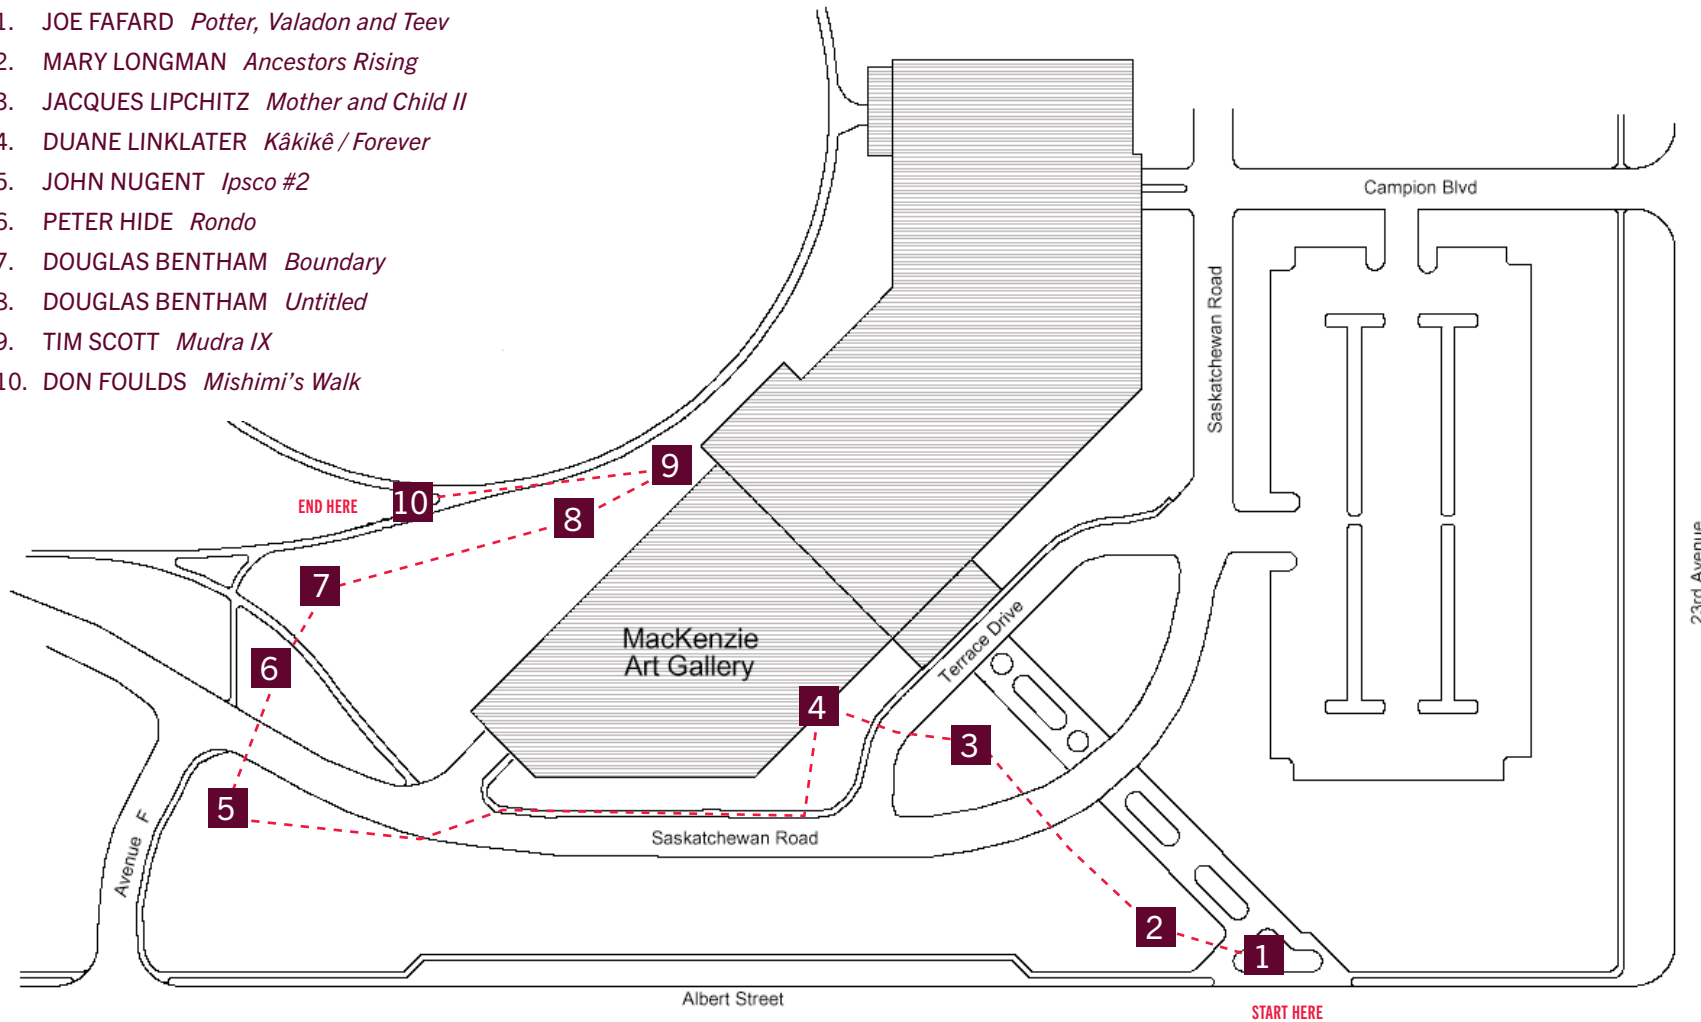 1. JOE FAFARD Potter, Valadon and Teev
2. MARY LONGMAN Ancestors Rising
3. JACQUES LIPCHITZ Mother and Child II
4. DUANE LINKLATER Kâkikê / Forever
5. JOHN NUGENT Ipsco #2
6. PETER HIDE Rondo
7. DOUGLAS BENTHAM Boundary
8. DOUGLAS BENTHAM Untitled
9. TIM SCOTT Mudra IX
10. DON FOULDS Mishimi's Walk
Campion Blvd
Saskatchewan Road
23rd Avenue
9
10
END HERE
8
7
MacKenzie
Art Gallery
Terrace Drive
6
4
3
5
Avenue F
Saskatchewan Road
2
1
Albert Street
START HERE